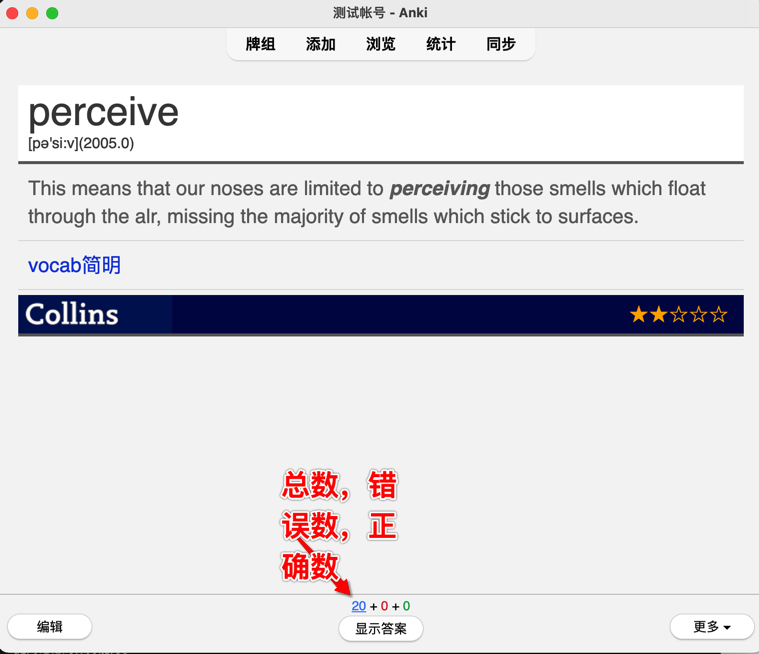 测试帐号 - Anki
牌组 添加 浏览 统计 同步
perceive
[pə'si:v](2005.0)
This means that our noses are limited to perceiving those smells which float
through the alr, missing the majority of smells which stick to surfaces.
vocab简明
Collins ★★☆☆☆
总数，错
误数，正
确数
20 + 0 + 0
编辑 显示答案 更多